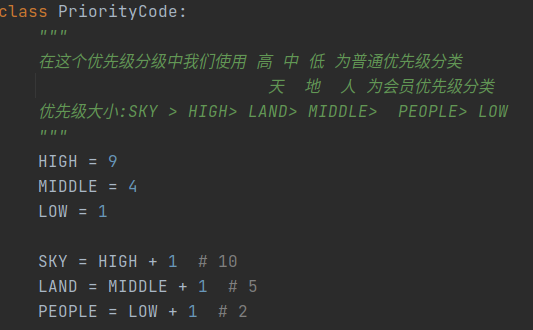 class PriorityCode:
"""
在这个优先级分级中我们使用 高 中 低 为普通优先级分类
天 地 人 为会员优先级分类
优先级大小:SKY > HIGH> LAND> MIDDLE>  PEOPLE> LOW
"""
HIGH = 9
MIDDLE = 4
LOW = 1
SKY = HIGH + 1  # 10
LAND = MIDDLE + 1  # 5
PEOPLE = LOW + 1  # 2